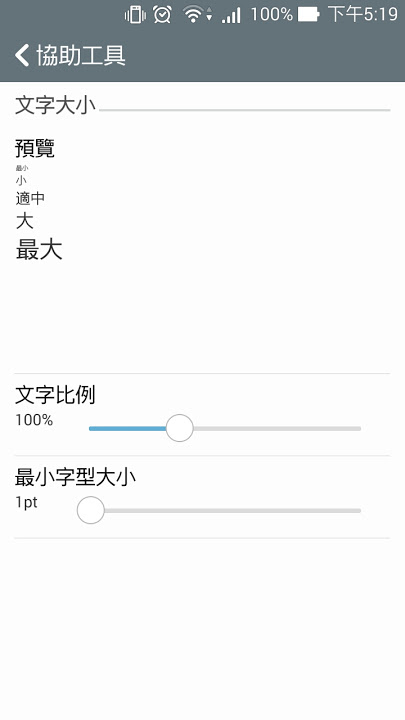 100% 下午5:19
協助工具
文字大小
預覽
最小
小
適中
大
最大
文字比例
100%
最小字型大小
1pt